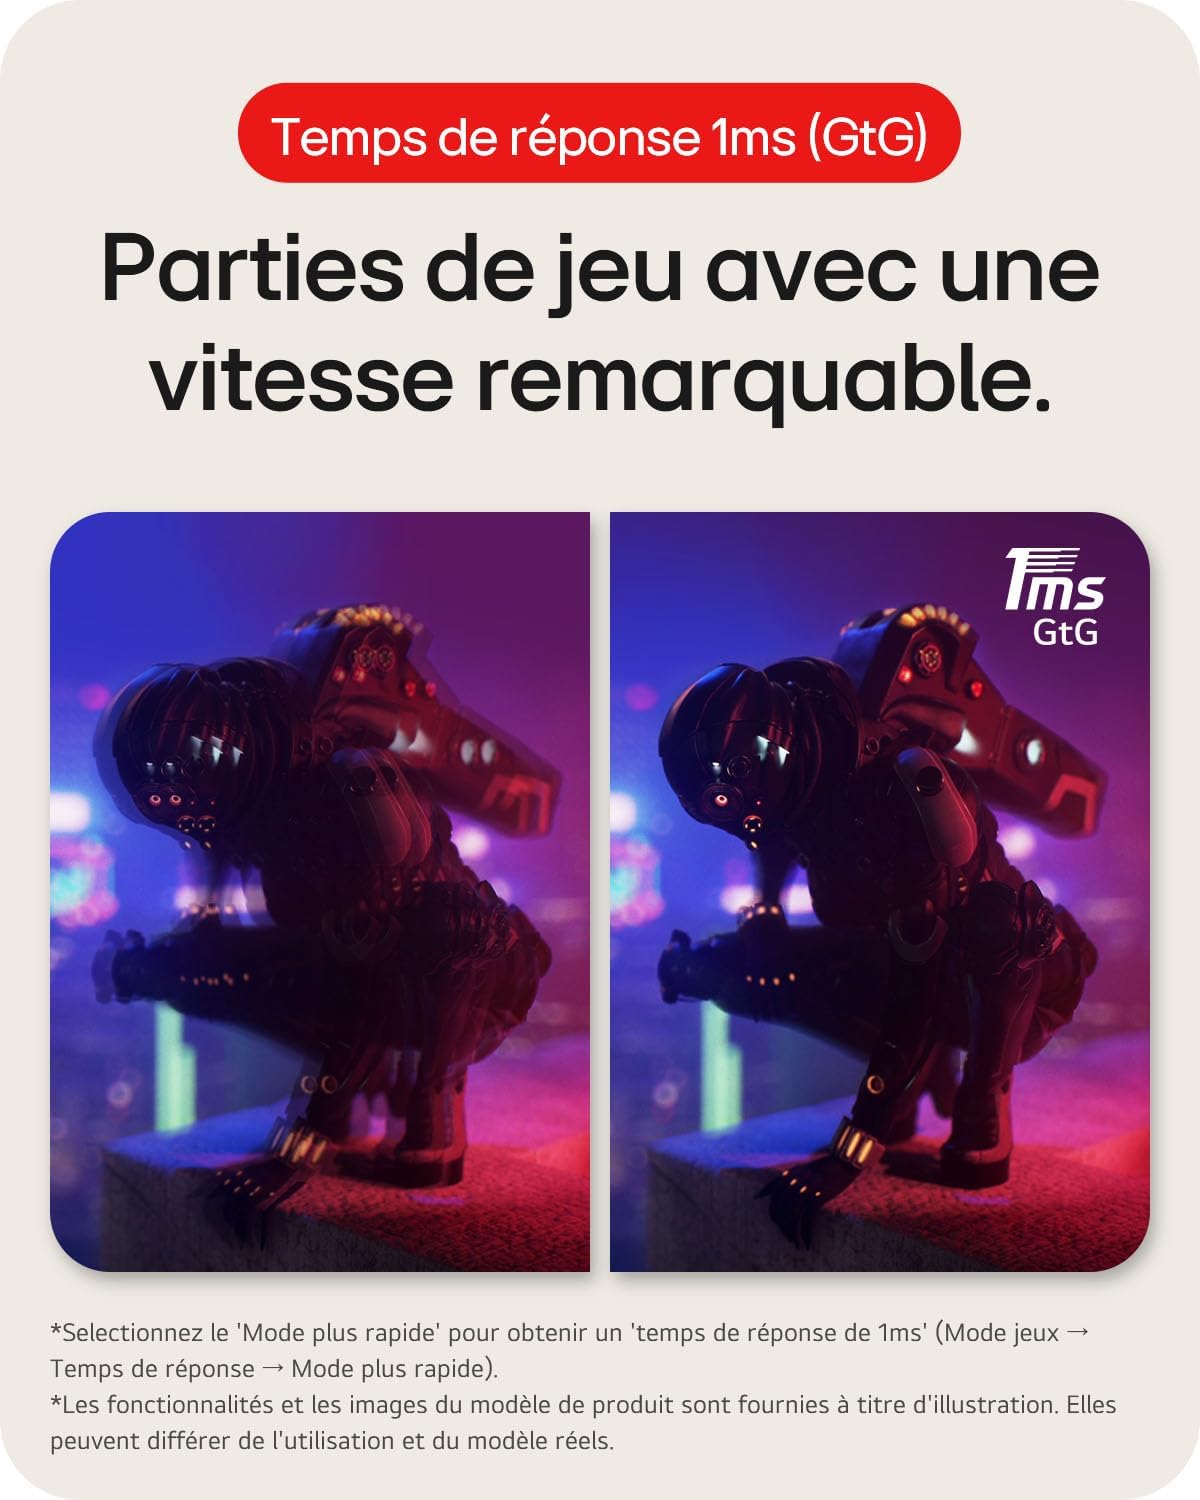 Temps de réponse 1ms (GtG)
Parties de jeu avec une
vitesse remarquable.
1ms
GtG
*Selectionnez le 'Mode plus rapide' pour obtenir un 'temps de réponse de 1ms' (Mode jeux →
Temps de réponse → Mode plus rapide).
*Les fonctionnalités et les images du modèle de produit sont fournies à titre d'illustration. Elles
peuvent différer de l'utilisation et du modèle réels.